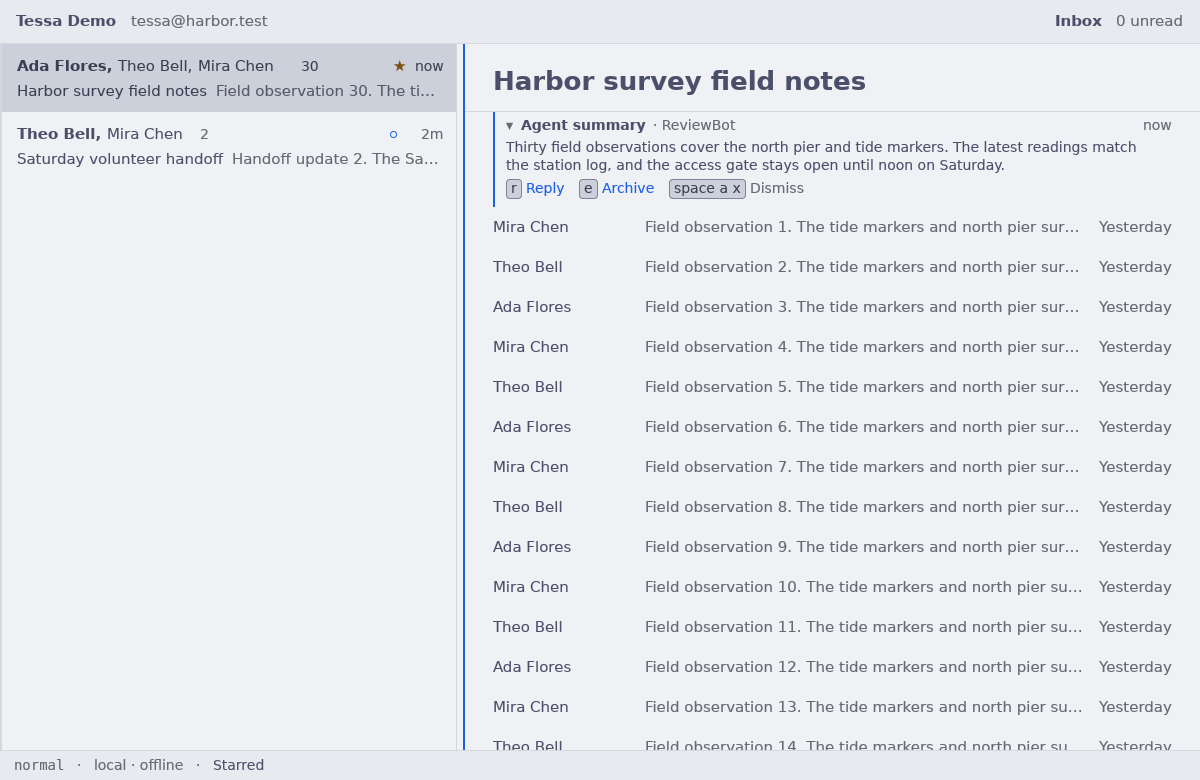 Tessa Demo tessa@harbor.test Inbox 0 unread
Ada Flores, Theo Bell, Mira Chen 30 ★ now
Harbor survey field notes Field observation 30. The ti…
Theo Bell, Mira Chen 2 2m
Saturday volunteer handoff Handoff update 2. The Sa…
Harbor survey field notes
▾ Agent summary · ReviewBot now
Thirty field observations cover the north pier and tide markers. The latest readings match
the station log, and the access gate stays open until noon on Saturday.
r Reply e Archive space a x Dismiss
Mira Chen Field observation 1. The tide markers and north pier sur… Yesterday
Theo Bell Field observation 2. The tide markers and north pier sur… Yesterday
Ada Flores Field observation 3. The tide markers and north pier sur… Yesterday
Mira Chen Field observation 4. The tide markers and north pier sur… Yesterday
Theo Bell Field observation 5. The tide markers and north pier sur… Yesterday
Ada Flores Field observation 6. The tide markers and north pier sur… Yesterday
Mira Chen Field observation 7. The tide markers and north pier sur… Yesterday
Theo Bell Field observation 8. The tide markers and north pier sur… Yesterday
Ada Flores Field observation 9. The tide markers and north pier sur… Yesterday
Mira Chen Field observation 10. The tide markers and north pier su… Yesterday
Theo Bell Field observation 11. The tide markers and north pier su… Yesterday
Ada Flores Field observation 12. The tide markers and north pier su… Yesterday
Mira Chen Field observation 13. The tide markers and north pier su… Yesterday
Theo Bell Field observation 14. The tide markers and north pier su… Yesterday
normal · local · offline · Starred